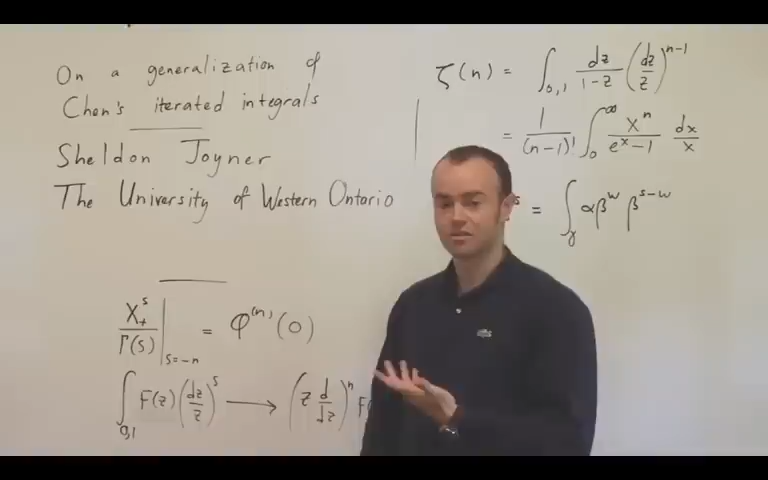 On a generalization of
Chen's iterated integrals
Sheldon Joyner
The University of Western Ontario
ζ(n) = ∫_{0,1} dz/(1-z) (dz/z)^{n-1}
= 1/(n-1)! ∫_0^∞ x^n/(e^x-1) dx/x
s = ∫_γ αβ^w β^{s-w}
X_+^s/Γ(s) |_{s=-n} = φ^{(n)}(0)
∫_{0,1} F(z) (dz/z)^s → (z d/dz)^n F